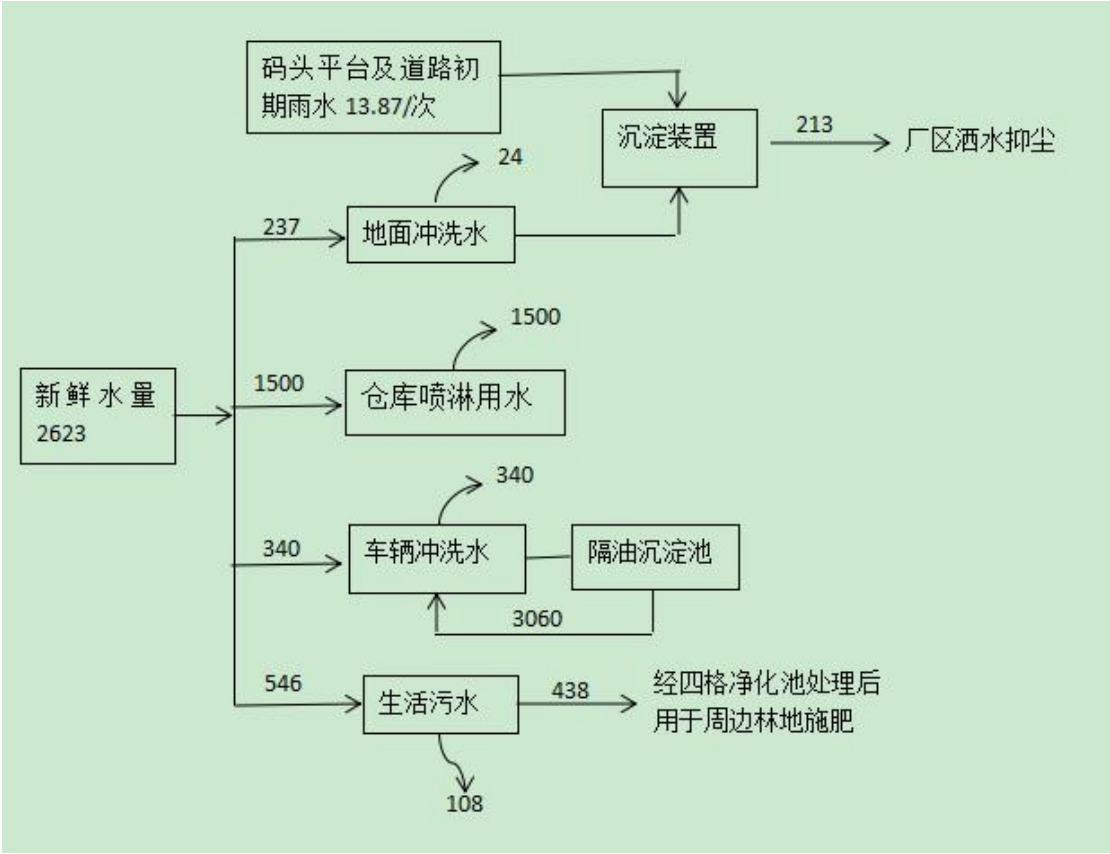 码头平台及道路初
期雨水 13.87/次
沉淀装置
213
厂区洒水抑尘
24
237
地面冲洗水
1500
新鲜水量
2623
1500
仓库喷淋用水
340
340
车辆冲洗水
隔油沉淀池
3060
546
生活污水
438
经四格净化池处理后
用于周边林地施肥
108